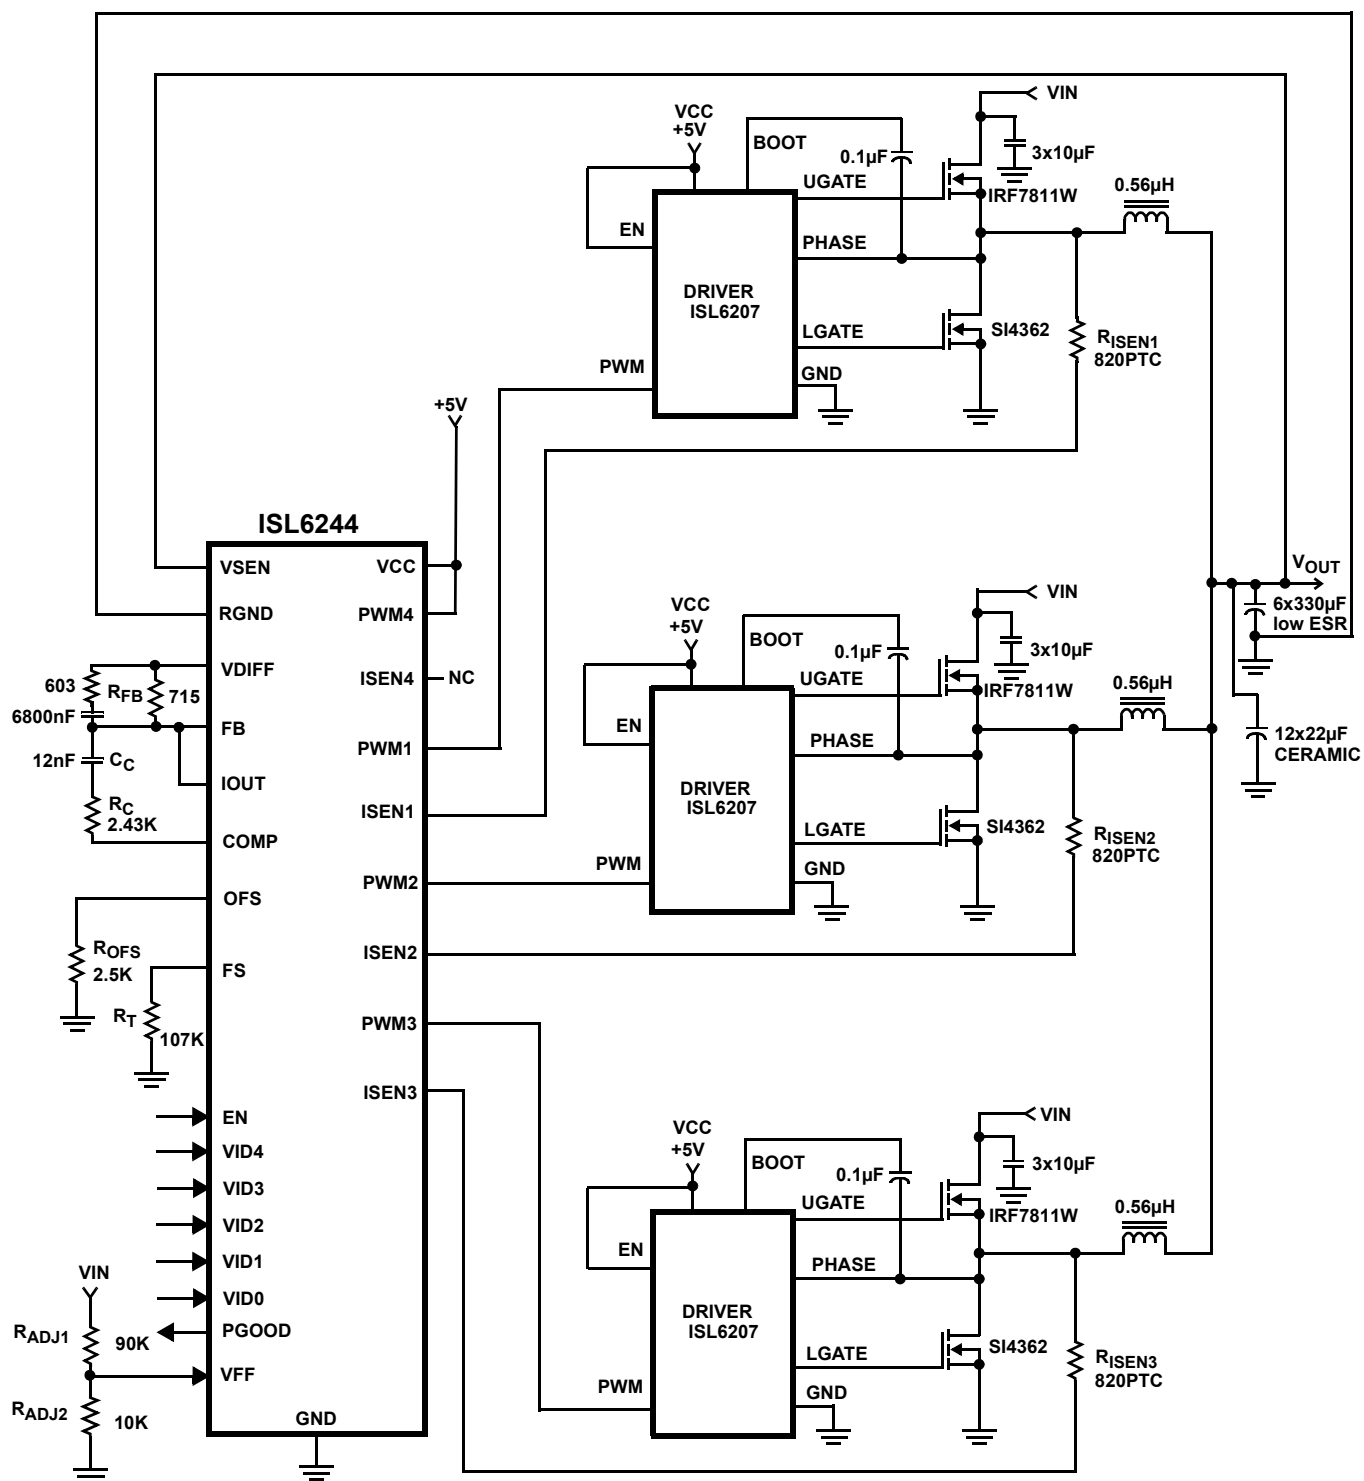 VIN
VCC
+5V
BOOT
0.1µF
3x10µF
UGATE
IRF7811W
0.56µH
EN
PHASE
DRIVER
ISL6207
LGATE
SI4362
RISEN1
820PTC
PWM
GND
+5V
ISL6244
VSEN
VCC
RGND
PWM4
VDIFF
ISEN4
NC
603
RFB
715
6800nF
FB
PWM1
12nF
CC
IOUT
ISEN1
RC
2.43K
COMP
PWM2
OFS
ROFS
2.5K
ISEN2
FS
RT
107K
PWM3
ISEN3
EN
VID4
VID3
VID2
VID1
VIN
VID0
PGOOD
RADJ1
90K
VFF
RADJ2
10K
GND
VOUT
6x330µF
low ESR
12x22µF
CERAMIC
VIN
VCC
+5V
BOOT
0.1µF
3x10µF
UGATE
IRF7811W
0.56µH
EN
PHASE
DRIVER
ISL6207
LGATE
SI4362
RISEN2
820PTC
PWM
GND
VIN
VCC
+5V
BOOT
0.1µF
3x10µF
UGATE
IRF7811W
0.56µH
EN
PHASE
DRIVER
ISL6207
LGATE
SI4362
RISEN3
820PTC
PWM
GND